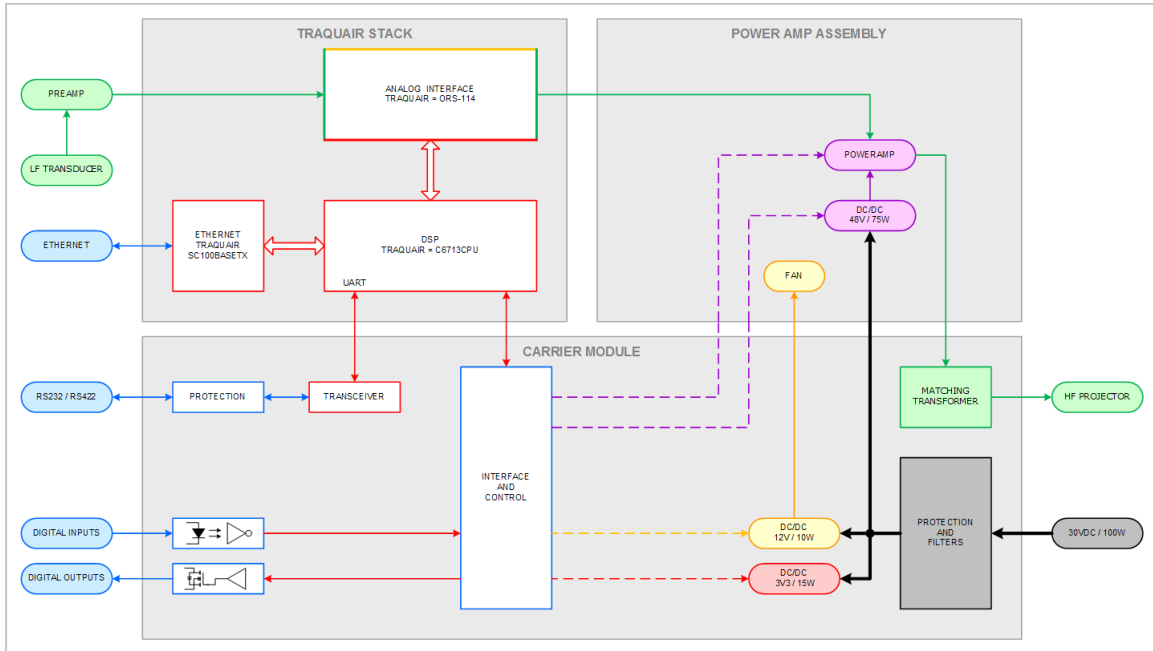 TRAQUAIR STACK
POWER AMP ASSEMBLY
PREAMP
ANALOG INTERFACE
TRAQUAIR = ORS-114
LF TRANSDUCER
POWERAMP
DC/DC
48V / 75W
ETHERNET
ETHERNET
TRAQUAIR
SC100BASETX
DSP
TRAQUAIR = C6713CPU
UART
FAN
CARRIER MODULE
RS232 / RS422
PROTECTION
TRANSCEIVER
MATCHING
TRANSFORMER
HF PROJECTOR
INTERFACE
AND
CONTROL
DIGITAL INPUTS
DC/DC
12V / 10W
PROTECTION
AND
FILTERS
30VDC / 100W
DIGITAL OUTPUTS
DC/DC
3V3 / 15W